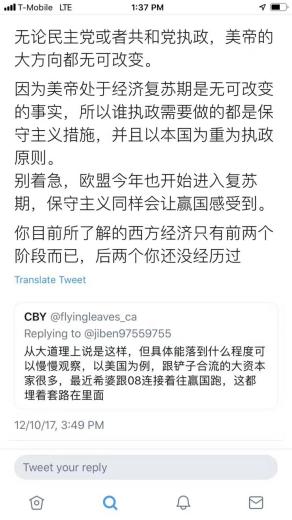 T-Mobile LTE 1:37 PM
无论民主党或者共和党执政，美帝的
大方向都无可改变。
因为美帝处于经济复苏期是无可改变
的事实，所以谁执政需要做的都是保
守主义措施，并且以本国为重为执政
原则。
别着急，欧盟今年也开始进入复苏
期，保守主义同样会让赢国感受到。
你目前所了解的西方经济只有前两个
阶段而已，后两个你还没经历过
Translate Tweet
CBY @flyingleaves_ca
Replying to @jiben97559755
从大道理上说是这样，但具体能落到什么程度可
以慢慢观察，以美国为例，跟铲子合流的大资本
家很多，最近希婆跟08连接着往赢国跑，这都
埋着套路在里面
12/10/17, 3:49 PM
Tweet your reply